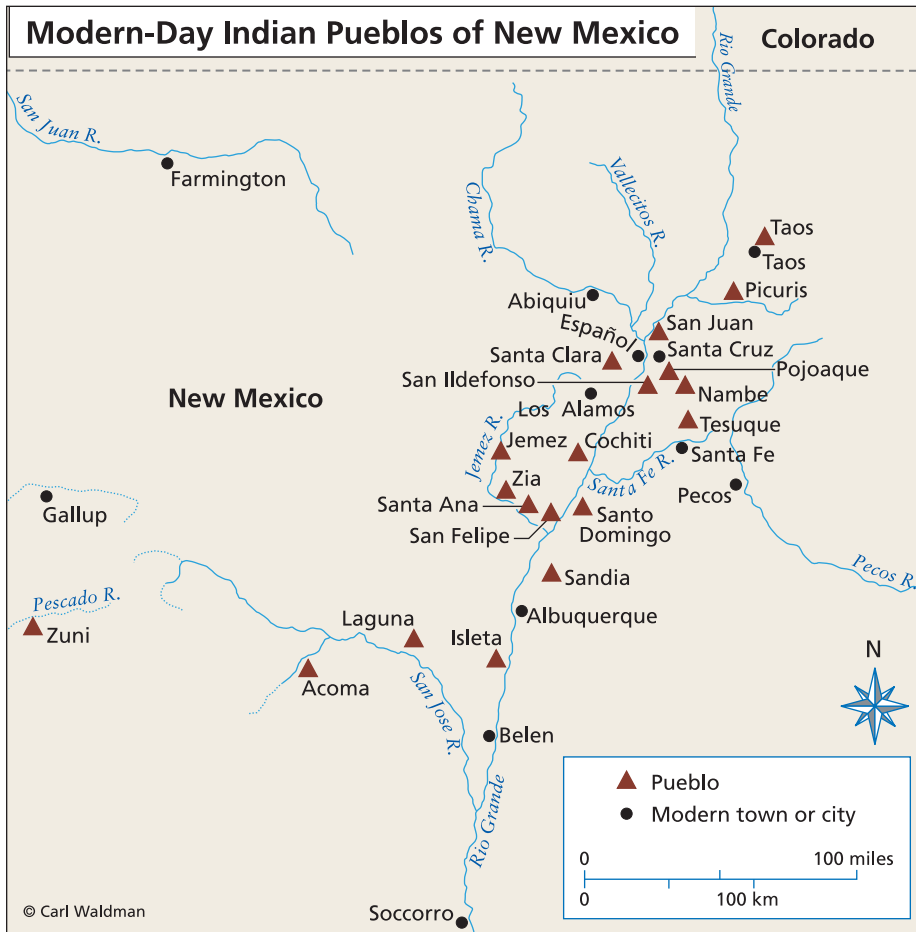 Modern-Day Indian Pueblos of New Mexico
Colorado
Rio Grande
San Juan R.
Farmington
Chama R.
Vallecitos R.
Taos
Taos
Picuris
Abiquiu
Español
San Juan
Santa Clara
Santa Cruz
Pojoaque
San Ildefonso
Nambe
New Mexico
Los Alamos
Tesuque
Jemez R.
Jemez
Cochiti
Santa Fe
Santa Fe R.
Zia
Pecos
Gallup
Santa Ana
Santo
Domingo
San Felipe
Pecos R.
Sandia
Pescado R.
Albuquerque
Zuni
Laguna
Isleta
N
Acoma
San Jose R.
Belen
Rio Grande
Pueblo
Modern town or city
0
100 miles
0
100 km
© Carl Waldman
Soccorro